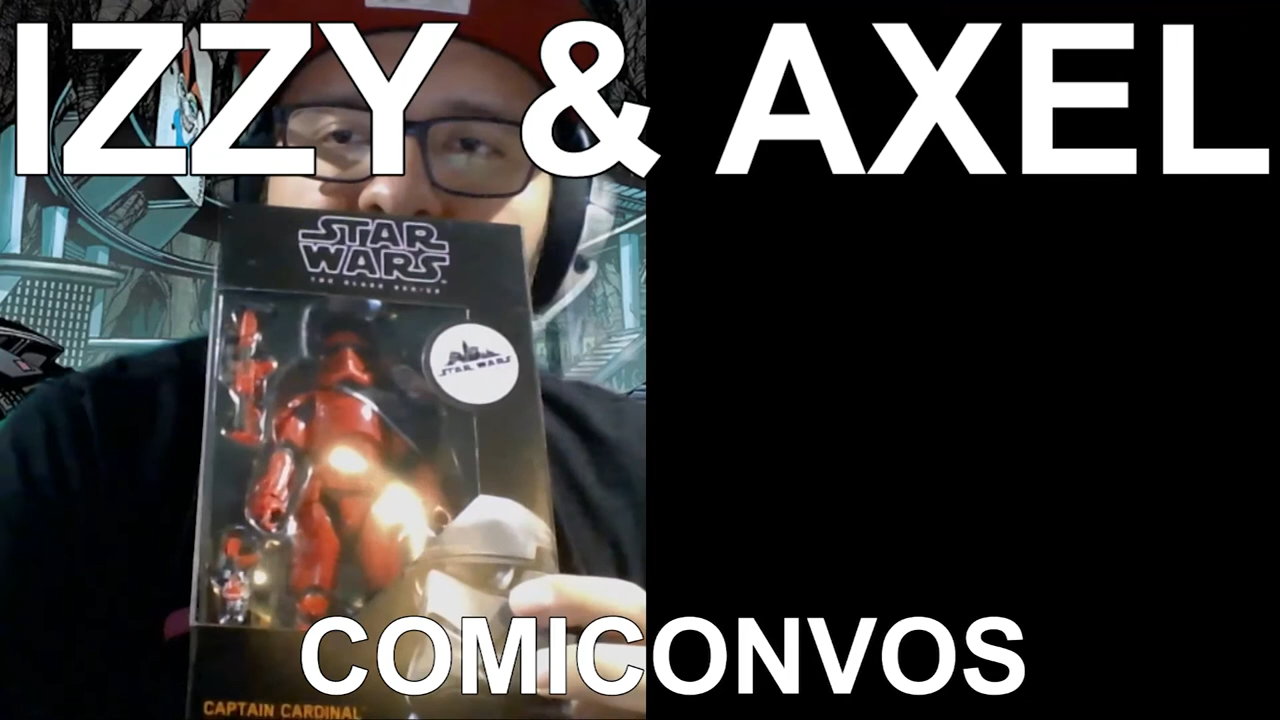 IZZY & AXEL
STAR
WARS
THE BLACK SERIES
STAR WARS
COMICONVOS
CAPTAIN CARDINAL